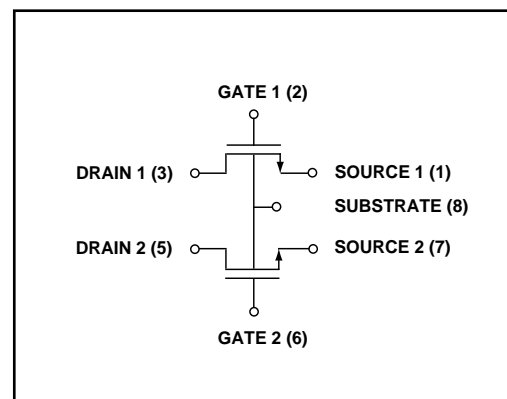 GATE 1 (2)
DRAIN 1 (3)
SOURCE 1 (1)
SUBSTRATE (8)
DRAIN 2 (5)
SOURCE 2 (7)
GATE 2 (6)